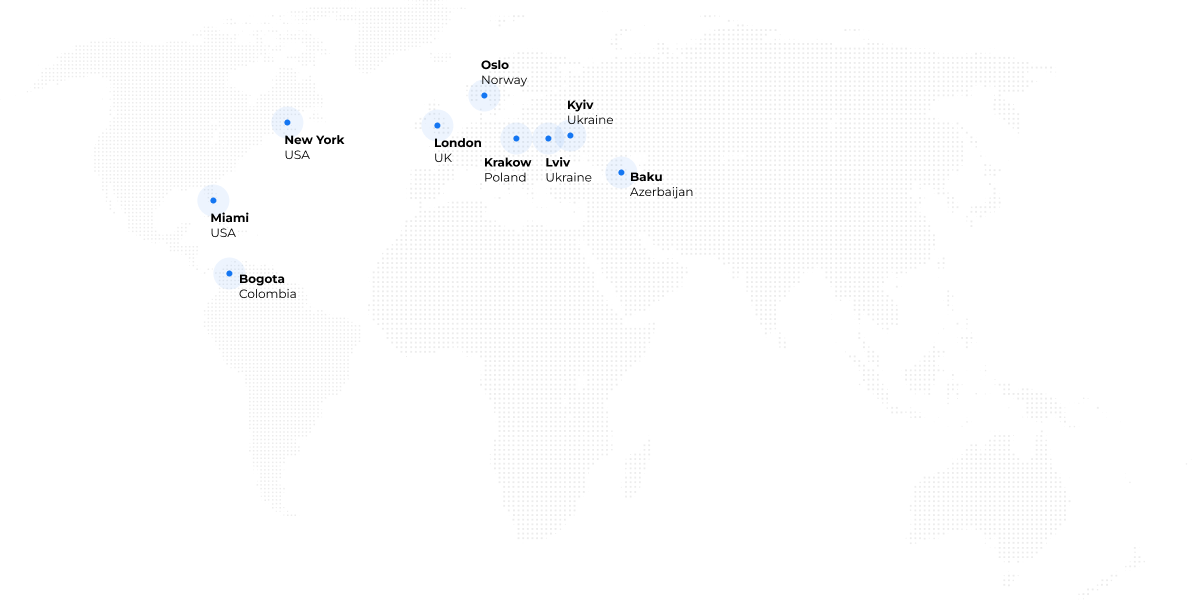 Oslo
Norway
Kyiv
Ukraine
New York
USA
London
UK
Krakow
Poland
Lviv
Ukraine
Baku
Azerbaijan
Miami
USA
Bogota
Colombia